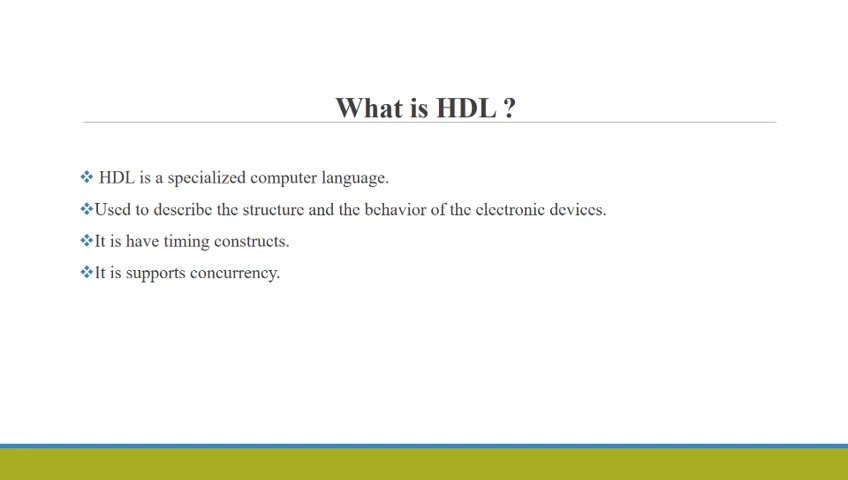 What is HDL ?
❖ HDL is a specialized computer language.
❖Used to describe the structure and the behavior of the electronic devices.
❖It is have timing constructs.
❖It is supports concurrency.